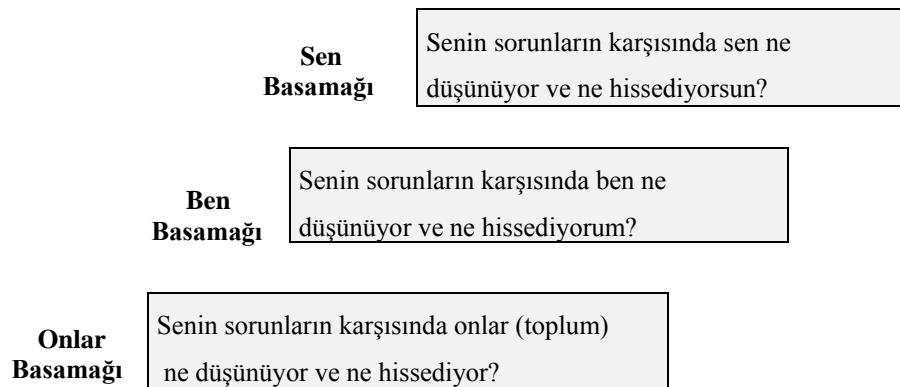 Sen
Basamağı
Senin sorunların karşısında sen ne
düşünüyor ve ne hissediyorsun?
Ben
Basamağı
Senin sorunların karşısında ben ne
düşünüyor ve ne hissediyorum?
Onlar
Basamağı
Senin sorunların karşısında onlar (toplum)
ne düşünüyor ve ne hissediyor?